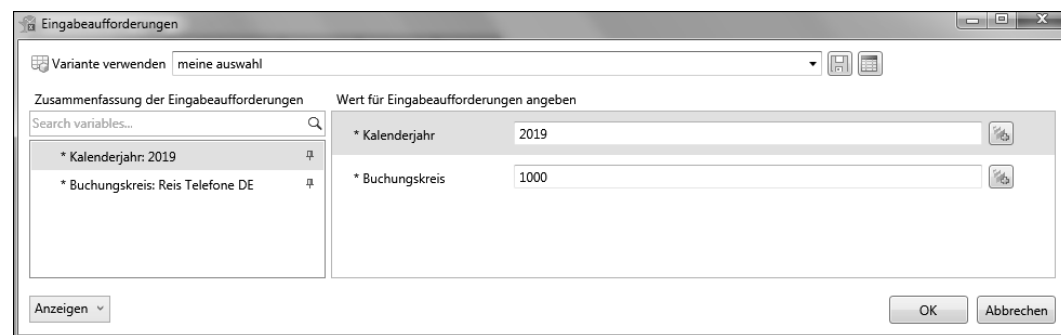 Eingabeaufforderungen
Variante verwenden meine auswahl
Zusammenfassung der Eingabeaufforderungen Wert für Eingabeaufforderungen angeben
Search variables...
* Kalenderjahr 2019
* Kalenderjahr: 2019
* Buchungskreis: Reis Telefone DE
* Buchungskreis 1000
Anzeigen OK Abbrechen